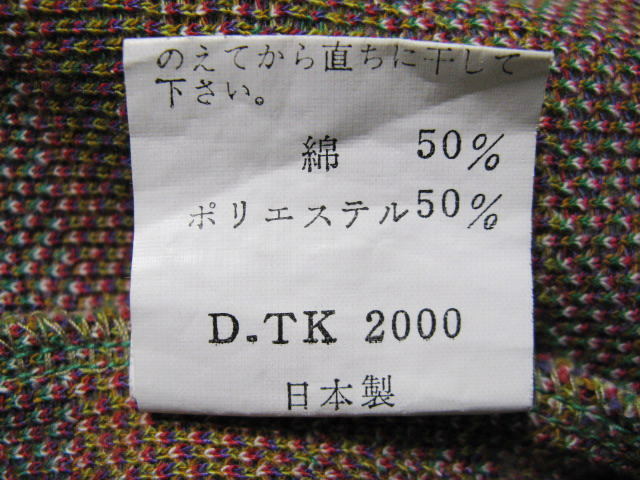 のえてから直ちに干して
下さい。
綿 50%
ポリエステル50%
D.TK 2000
日本製